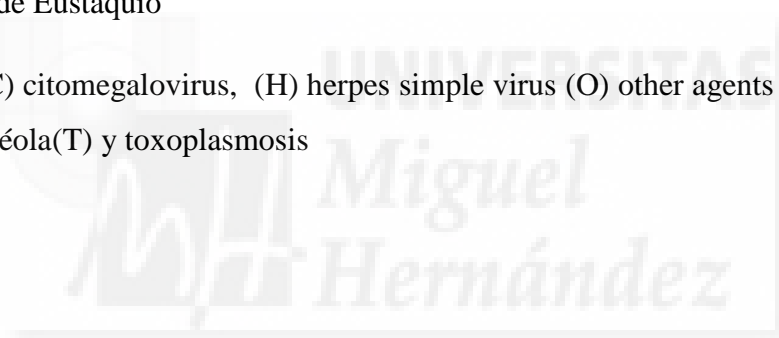 de Eustaquio
C) citomegalovirus, (H) herpes simple virus (O) other agents
éola(T) y toxoplasmosis
UNIVERSITAS
Miguel
Hernández